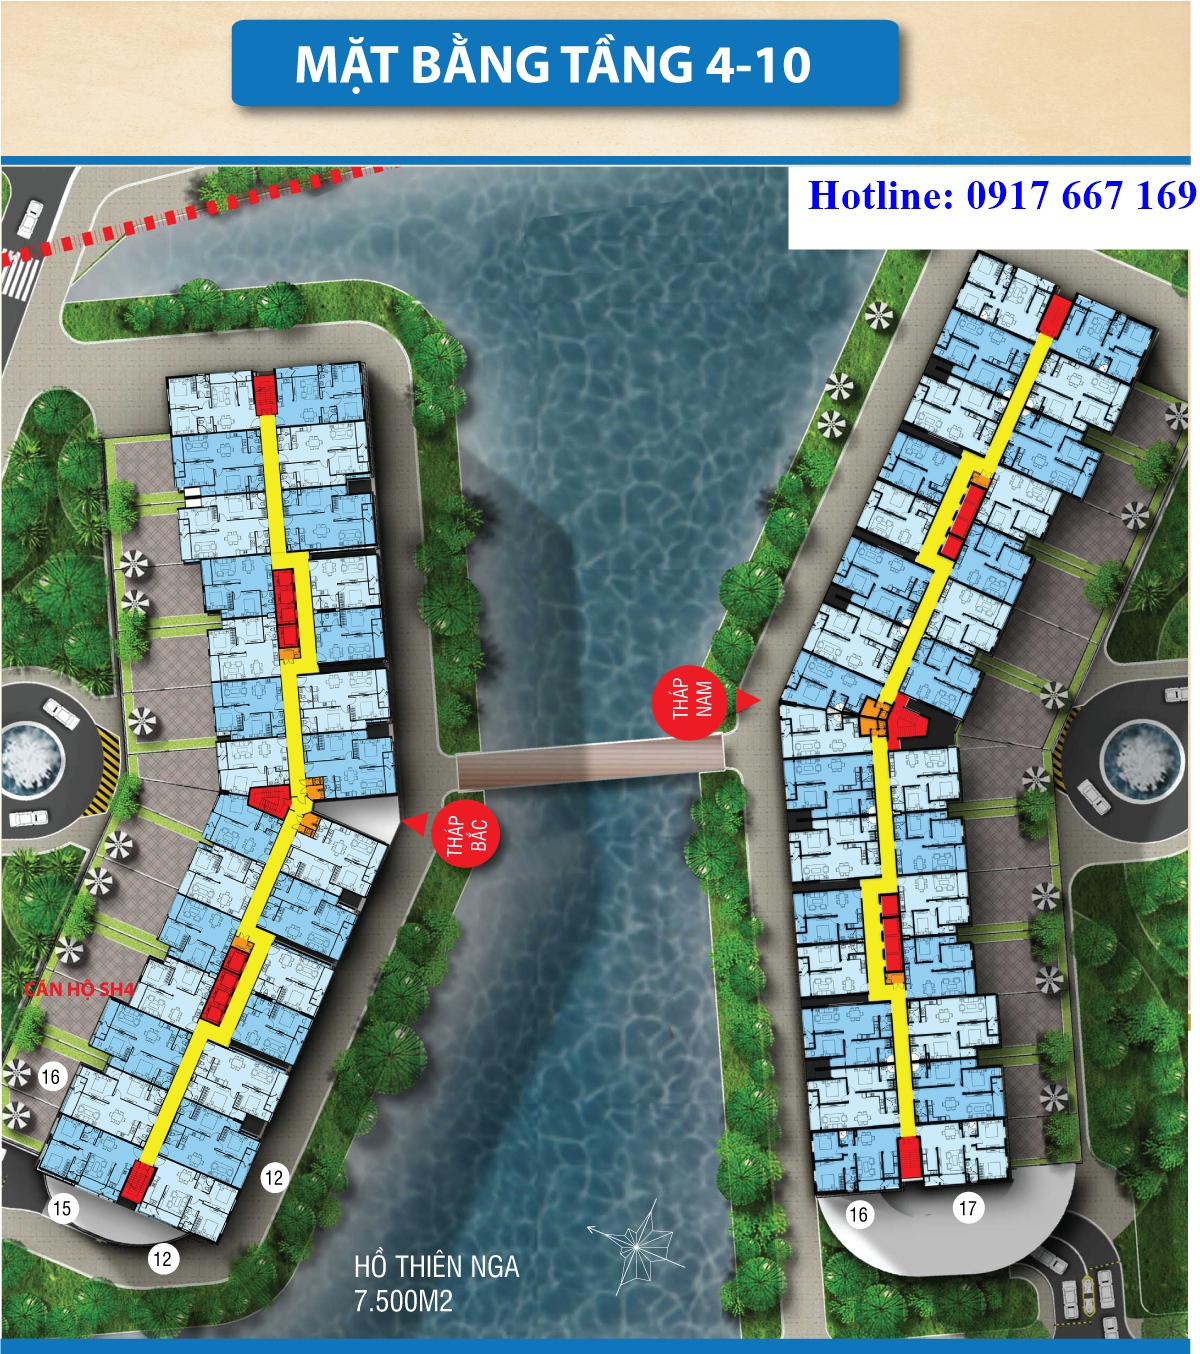 MẶT BẰNG TẦNG 4-10
Hotline: 0917 667 169
THÁP
NAM
THÁP
BẮC
CĂN HỘ SH4
16
12
15
12
16
17
HỒ THIÊN NGA
7.500M2